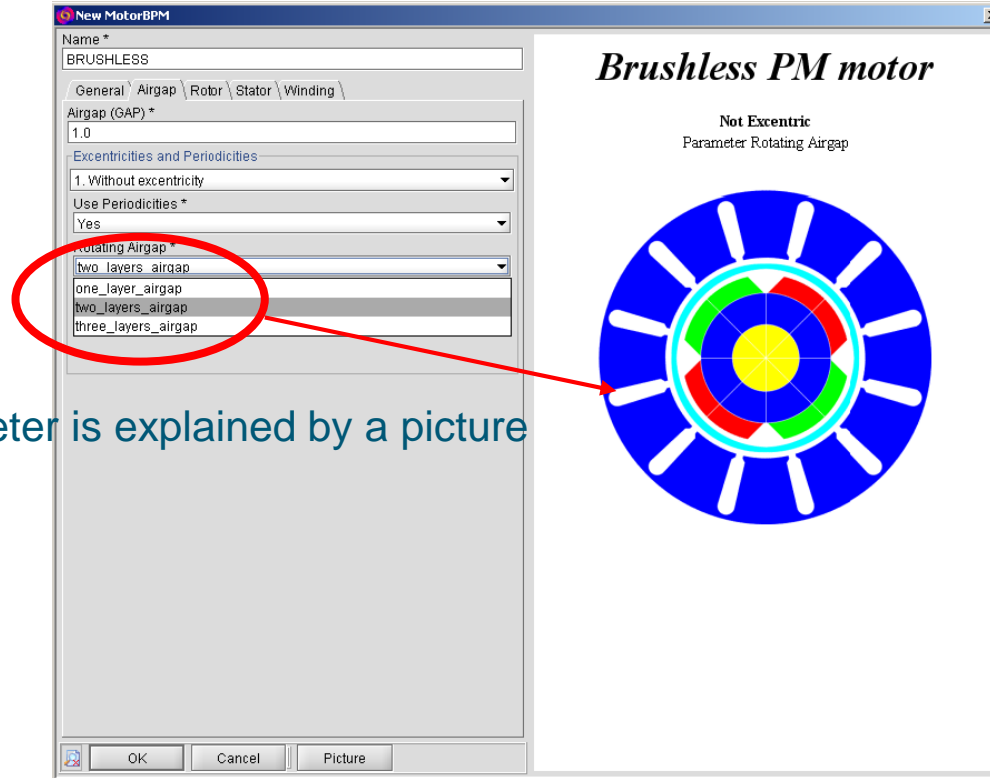 New MotorBPM
Name *
BRUSHLESS
General Airgap Rotor Stator Winding
Airgap (GAP) *
1.0
Excentricities and Periodicities
1. Without excentricity
Use Periodicities *
Yes
Rotating Airgap *
two_layers_airgap
one_layer_airgap
two_layers_airgap
three_layers_airgap
eter is explained by a picture
OK Cancel Picture
Brushless PM motor
Not Excentric
Parameter Rotating Airgap